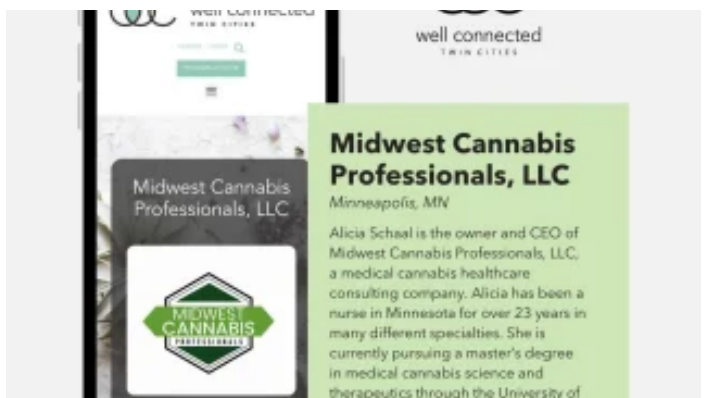 well connected
TWIN CITIES
Midwest Cannabis
Professionals, LLC
MIDWEST
CANNABIS
PROFESSIONALS
well connected
TWIN CITIES
Midwest Cannabis
Professionals, LLC
Minneapolis, MN
Alicia Schaal is the owner and CEO of
Midwest Cannabis Professionals, LLC,
a medical cannabis healthcare
consulting company. Alicia has been a
nurse in Minnesota for over 23 years in
many different specialties. She is
currently pursuing a master's degree
in medical cannabis science and
therapeutics through the University of